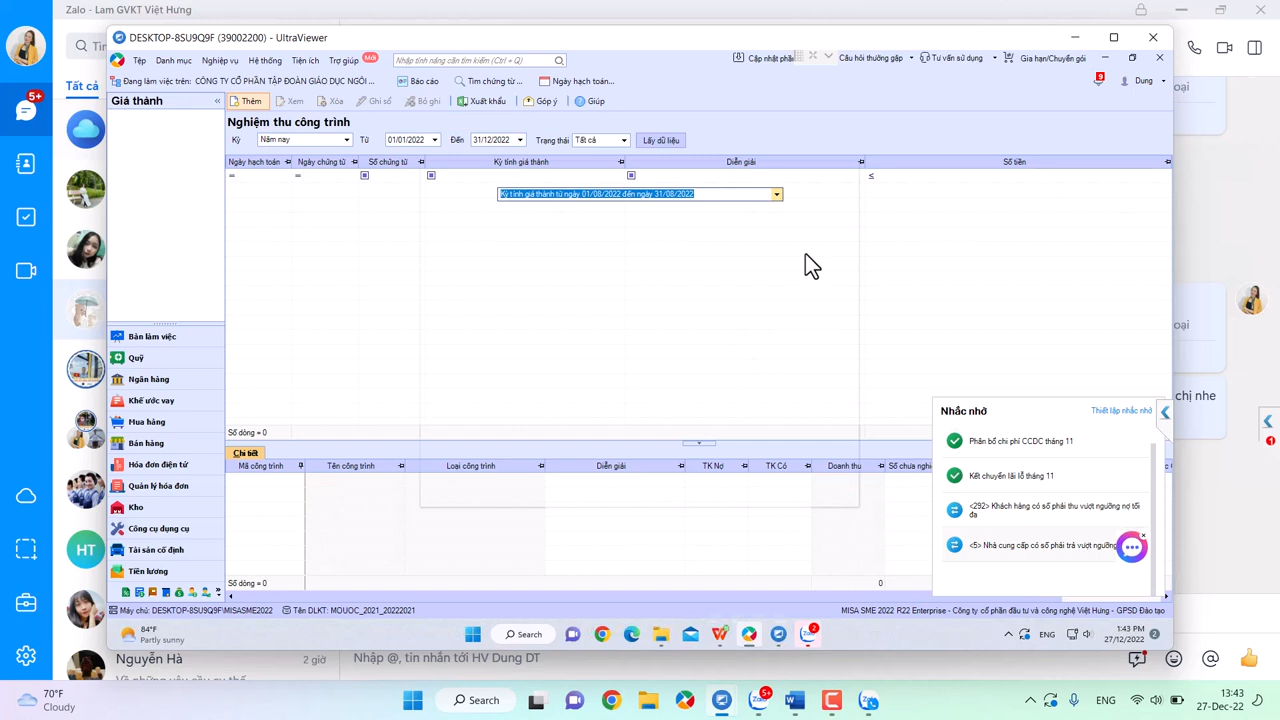 Zalo - Lam GVKT Việt Hưng
DESKTOP-8SU9Q9F (39002200) - UltraViewer
Tệp Danh mục Nghiệp vụ Hệ thống Tiện ích Trợ giúp Mới
Nhập tính năng cần tìm kiếm (Ctrl + Q)
Cập nhật phần Câu hỏi thường gặp Tư vấn sử dụng Gia hạn/Chuyển gói
Đang làm việc trên: CÔNG TY CỔ PHẦN TẬP ĐOÀN GIÁO DỤC NGÔI ... Báo cáo Tìm chứng từ... Ngày hạch toán...
9 Dung
5+
Tất cả
Giá thành
Thêm Xem Xóa Ghi sổ Bỏ ghi Xuất khẩu Góp ý Giúp
Nghiệm thu công trình
Kỳ Năm nay Từ 01/01/2022 Đến 31/12/2022 Trạng thái Tất cả Lấy dữ liệu
Ngày hạch toán Ngày chứng từ Số chứng từ Kỳ tính giá thành Diễn giải Số tiền
= = ≤
Kỳ tính giá thành từ ngày 01/08/2022 đến ngày 31/08/2022
oại
oại
chị nhe
Bàn làm việc
Quỹ
Ngân hàng
Khế ước vay
Mua hàng
Bán hàng
Hóa đơn điện tử
Quản lý hóa đơn
Kho
Công cụ dụng cụ
Tài sản cố định
Tiền lương
Số dòng = 0
Chi tiết
Mã công trình Tên công trình Loại công trình Diễn giải TK Nợ TK Có Doanh thu Số chưa nghi
Số dòng = 0 0
Nhắc nhở Thiết lập nhắc nhở
Phân bổ chi phí CCDC tháng 11
Kết chuyển lãi lỗ tháng 11
<292> Khách hàng có số phải thu vượt ngưỡng nợ tối
đa
<5> Nhà cung cấp có số phải trả vượt ngưỡng
1
HT
Máy chủ: DESKTOP-8SU9Q9F\MISASME2022 Tên DLKT: MOUOC_2021_20222021 MISA SME 2022 R22 Enterprise - Công ty cổ phần đầu tư và công nghệ Việt Hưng - GPSD Đào tạo
84°F
Partly sunny
Search
2
ENG
1:43 PM
27/12/2022
2
Nguyễn Hà 2 giờ
Nhập @, tin nhắn tới HV Dung DT
70°F
Cloudy
Search
5+
ENG
13:43
27-Dec-22